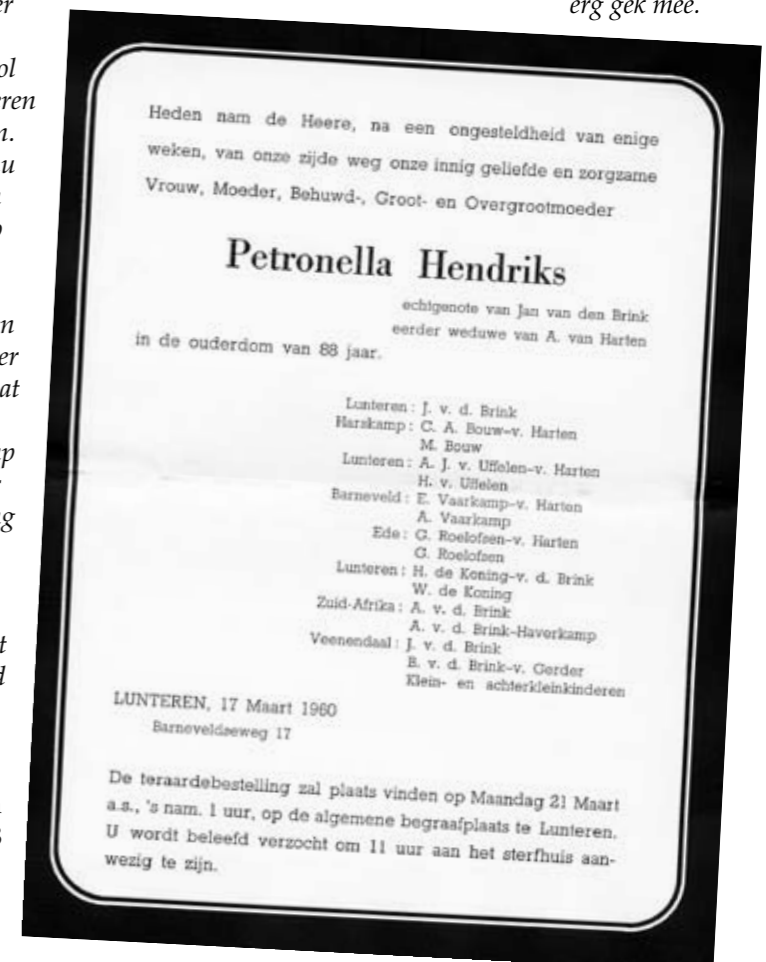 er
erg gek mee.
ol
ren
n.
u
n
er
at
ap
g
t
d
Heden nam de Heere, na een ongesteldheid van enige
weken, van onze zijde weg onze innig geliefde en zorgzame
Vrouw, Moeder, Behuwd-, Groot- en Overgrootmoeder
Petronella Hendriks
echtgenote van Jan van den Brink
eerder weduwe van A. van Harten
in de ouderdom van 88 jaar.
Lunteren: J. v. d. Brink
Harskamp: C. A. Bouw-v. Harten
M. Bouw
Lunteren: A. J. v. Uffelen-v. Harten
H. v. Uffelen
Barneveld: E. Vaarkamp-v. Harten
A. Vaarkamp
Ede: G. Roelofsen-v. Harten
G. Roelofsen
Lunteren: H. de Koning-v. d. Brink
W. de Koning
Zuid-Afrika: A. v. d. Brink
A. v. d. Brink-Haverkamp
Veenendaal: J. v. d. Brink
B. v. d. Brink-v. Gerder
Klein- en achterkleinkinderen
LUNTEREN, 17 Maart 1960
Barneveldseweg 17
De teraardebestelling zal plaats vinden op Maandag 21 Maart
a.s., 's nam. 1 uur, op de algemene begraafplaats te Lunteren.
U wordt beleefd verzocht om 11 uur aan het sterfhuis aan-
wezig te zijn.